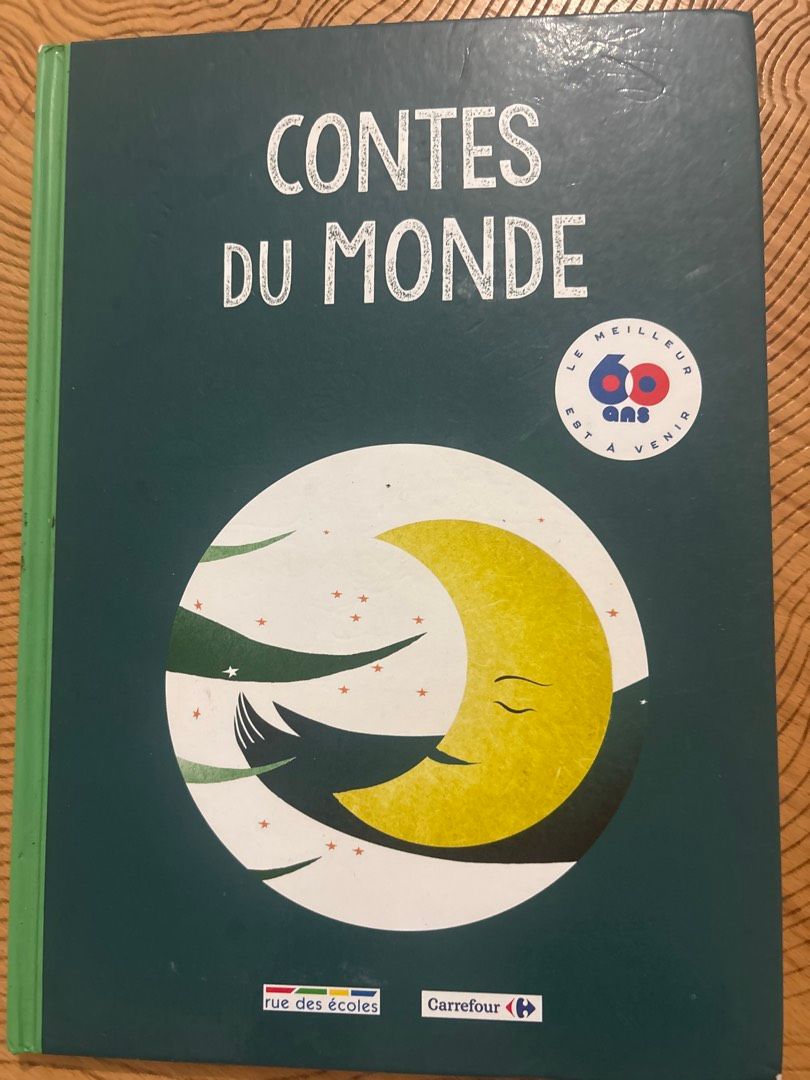 CONTES
DU MONDE
LE MEILLEUR
60
ans
EST À VENIR
rue des écoles
Carrefour